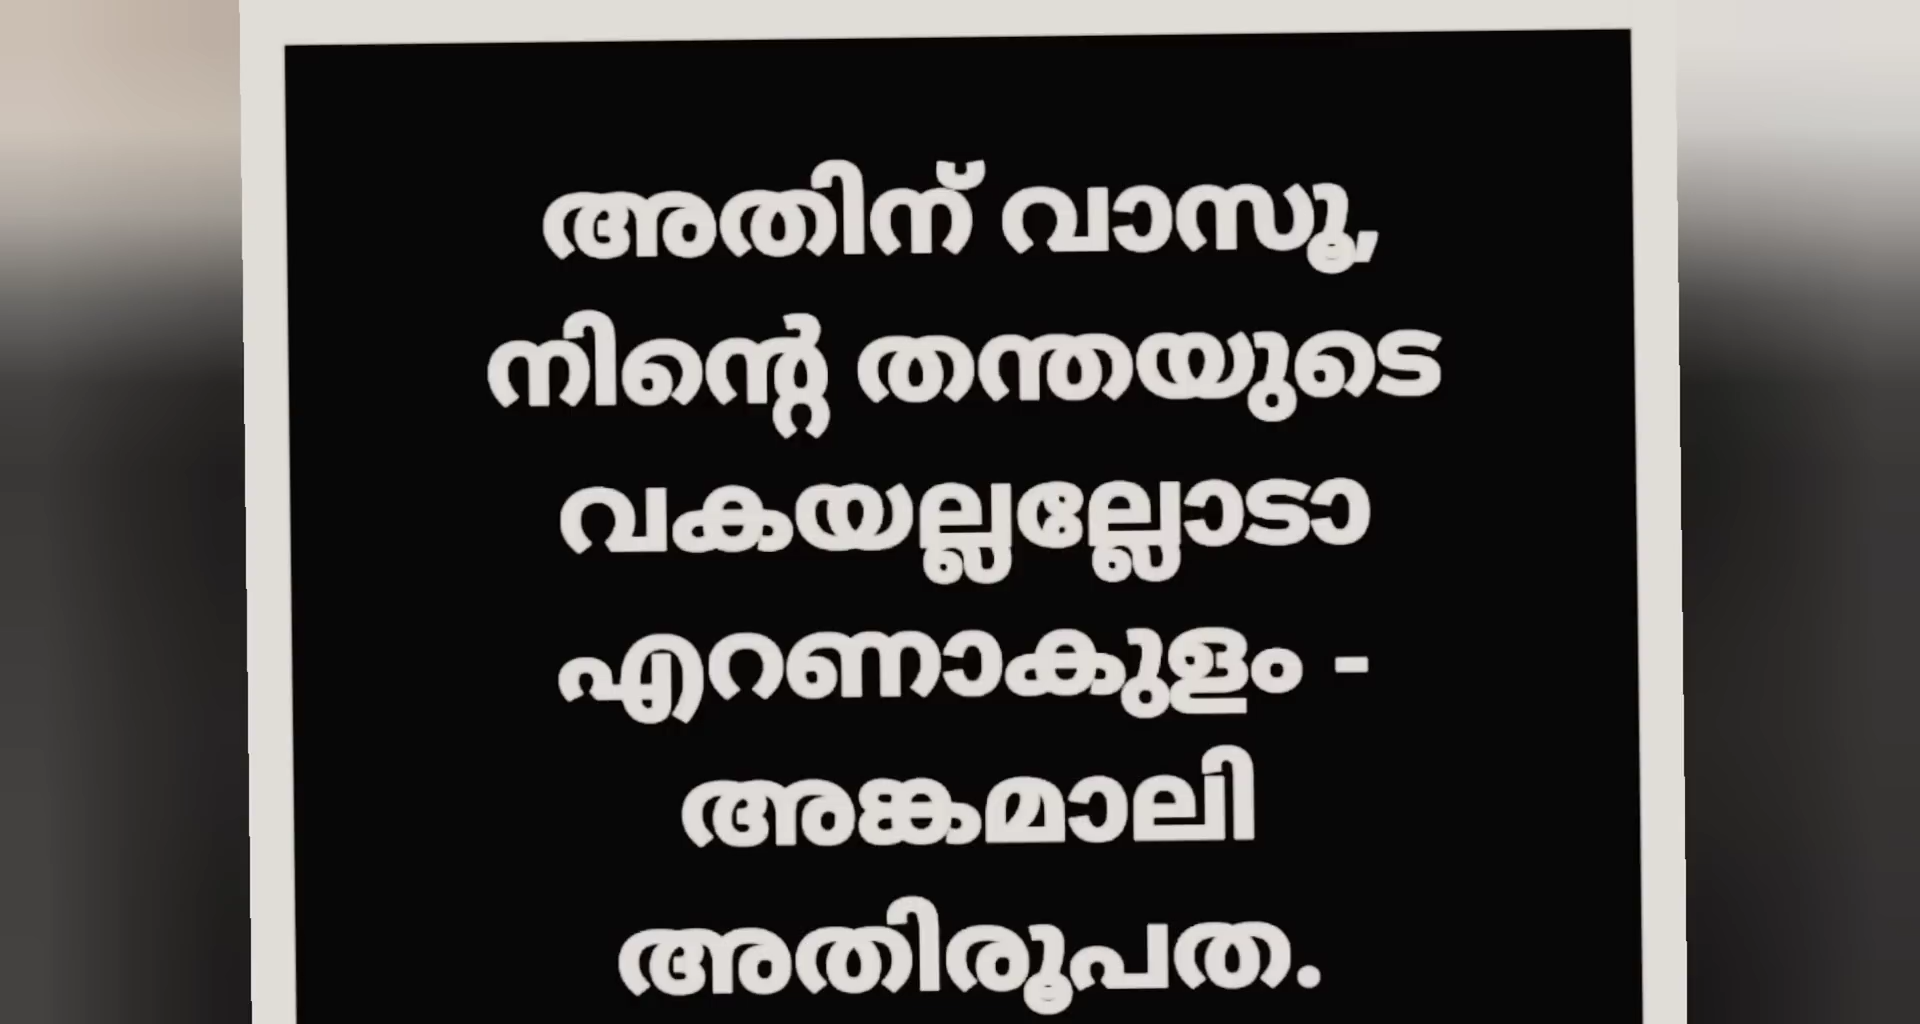 അതിന് വാസൂ,
നിന്റെ തന്തയുടെ
വകയല്ലല്ലോടാ
എറണാകുളം -
അങ്കമാലി
അതിരൂപത.